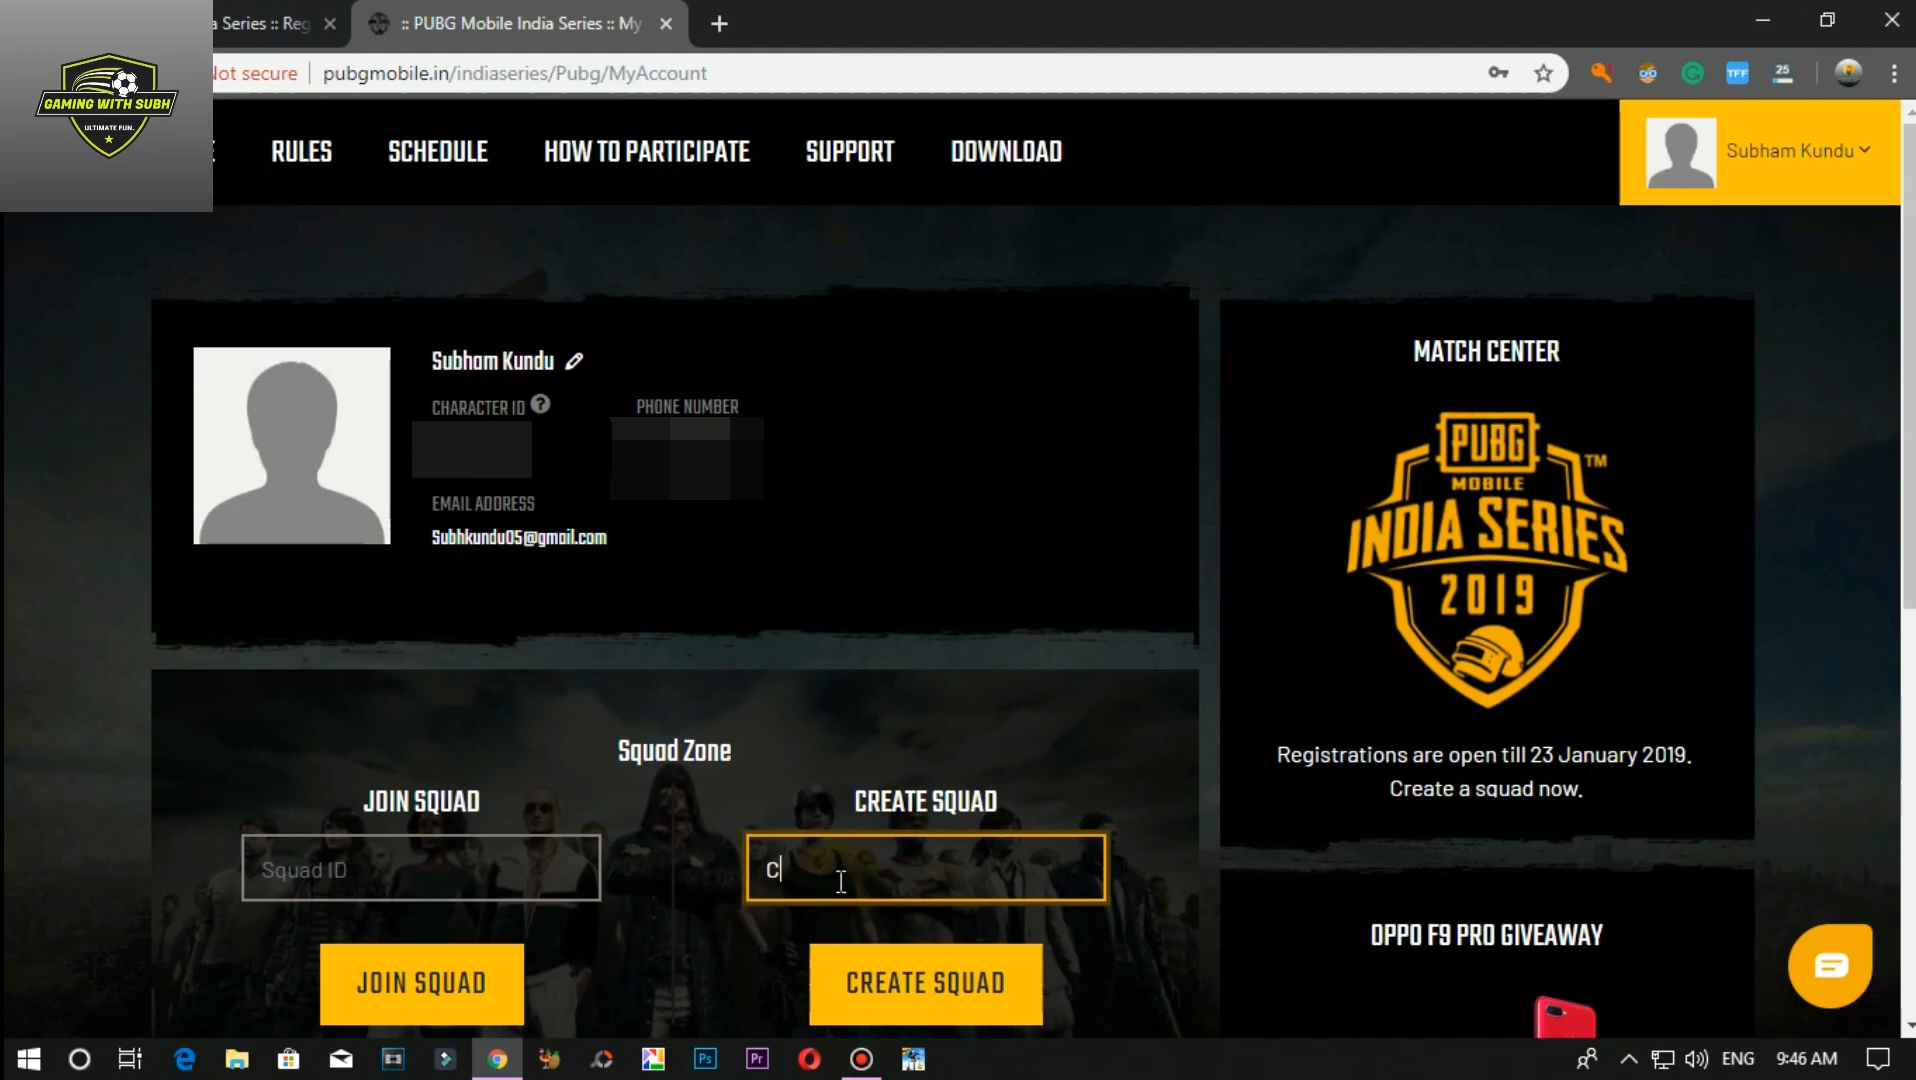 a Series :: Reg
:: PUBG Mobile India Series :: My
GAMING WITH SUBH
ULTIMATE FUN.
Not secure
pubgmobile.in/indiaseries/Pubg/MyAccount
TFF
25
E
RULES
SCHEDULE
HOW TO PARTICIPATE
SUPPORT
DOWNLOAD
Subham Kundu
Subham Kundu
CHARACTER ID ?
PHONE NUMBER
EMAIL ADDRESS
Subhkundu05@gmail.com
MATCH CENTER
PUBG
MOBILE
TM
INDIA SERIES
2019
Registrations are open till 23 January 2019.
Create a squad now.
Squad Zone
JOIN SQUAD
CREATE SQUAD
Squad ID
C
JOIN SQUAD
CREATE SQUAD
OPPO F9 PRO GIVEAWAY
Ps
Pr
ENG
9:46 AM